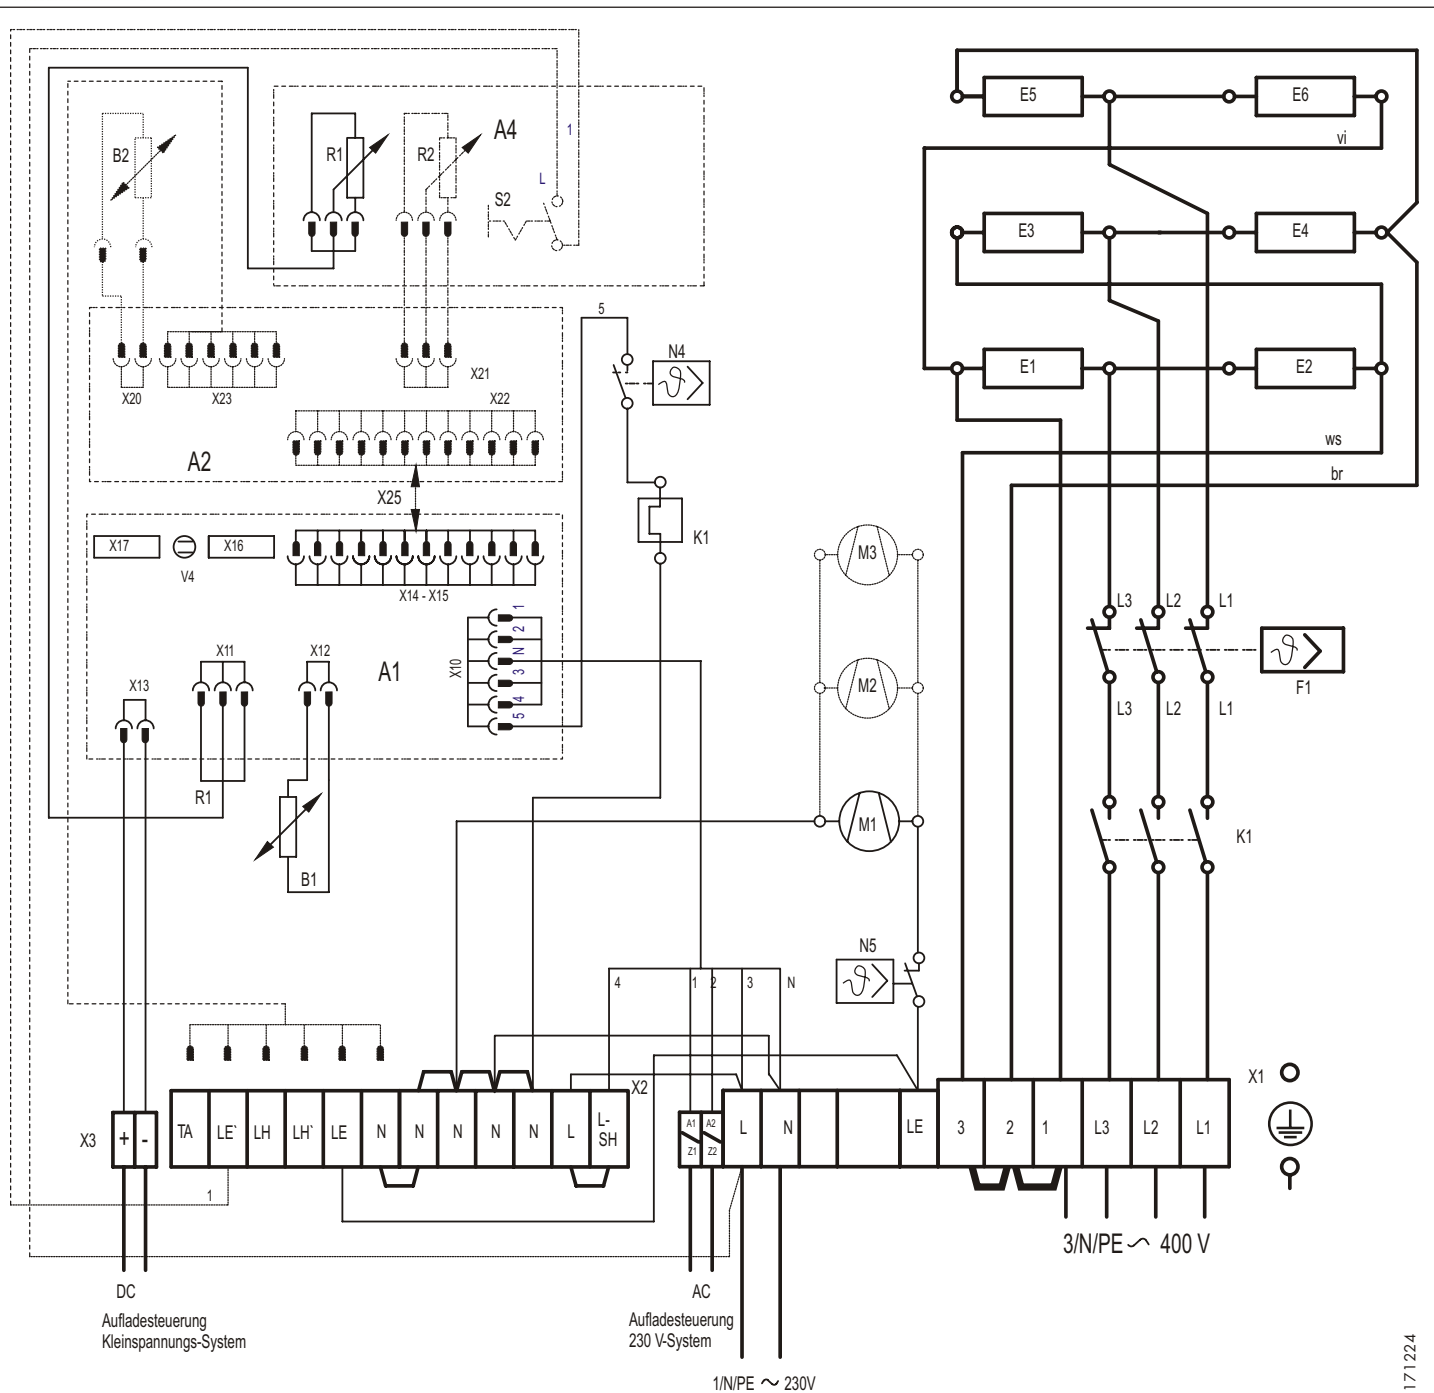 E5
E6
vi
B2
R1
R2
A4
1
L
S2
E3
E4
5
N4
X21
X20
X23
X22
E1
E2
A2
ws
X25
br
K1
X17
V4
X16
X14 - X15
M3
1
2
N
3
4
5
X10
X11
X12
X13
A1
M2
L3
L2
L1
F1
L3
L2
L1
R1
B1
M1
K1
N5
4
1
2
3
N
X2
X1
X3
+
-
TA
LE`
LH
LH`
LE
N
N
N
N
N
L
L-
SH
A1
Z1
A2
Z2
L
N
LE
3
2
1
L3
L2
L1
1
3/N/PE ~ 400 V
DC
Aufladesteuerung
Kleinspannungs-System
AC
Aufladesteuerung
230 V-System
1/N/PE ~ 230V
171224